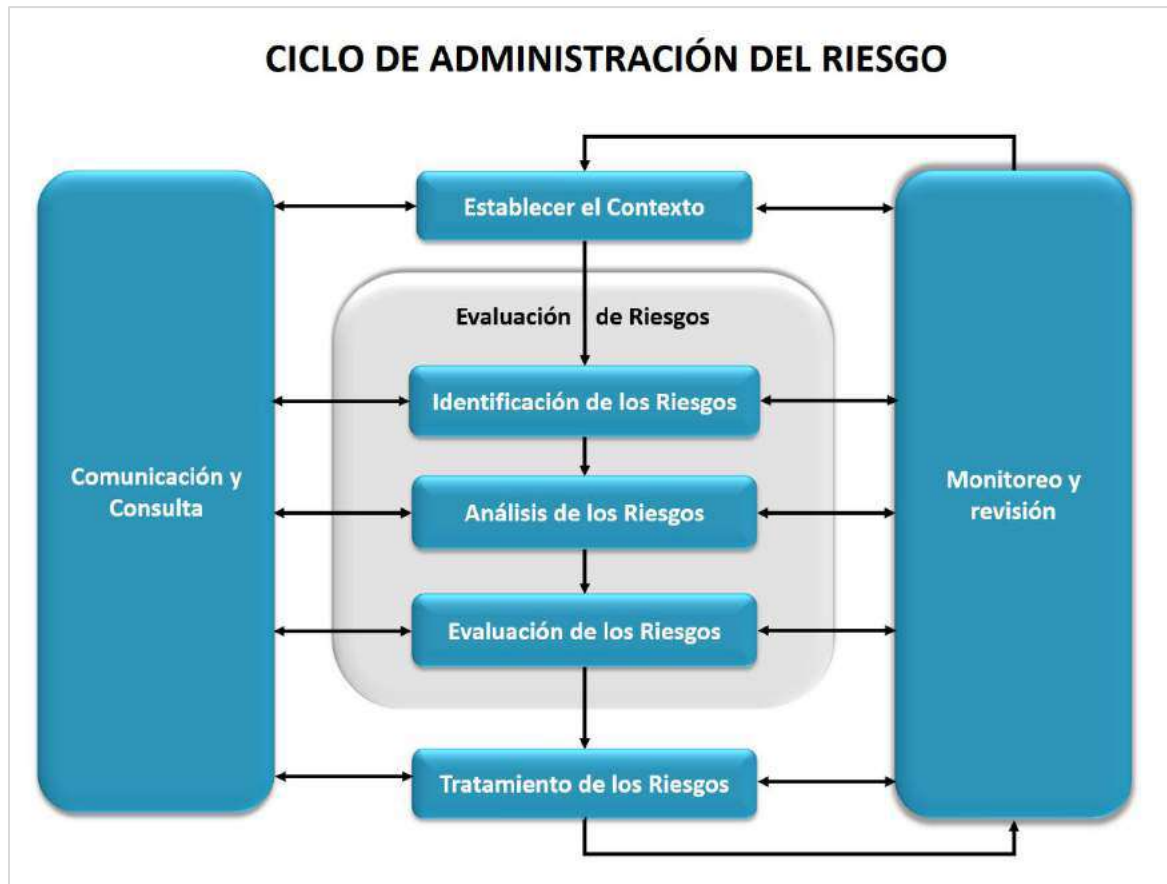 CICLO DE ADMINISTRACIÓN DEL RIESGO
Establecer el Contexto
Evaluación de Riesgos
Identificación de los Riesgos
Comunicación y
Consulta
Análisis de los Riesgos
Monitoreo y
revisión
Evaluación de los Riesgos
Tratamiento de los Riesgos